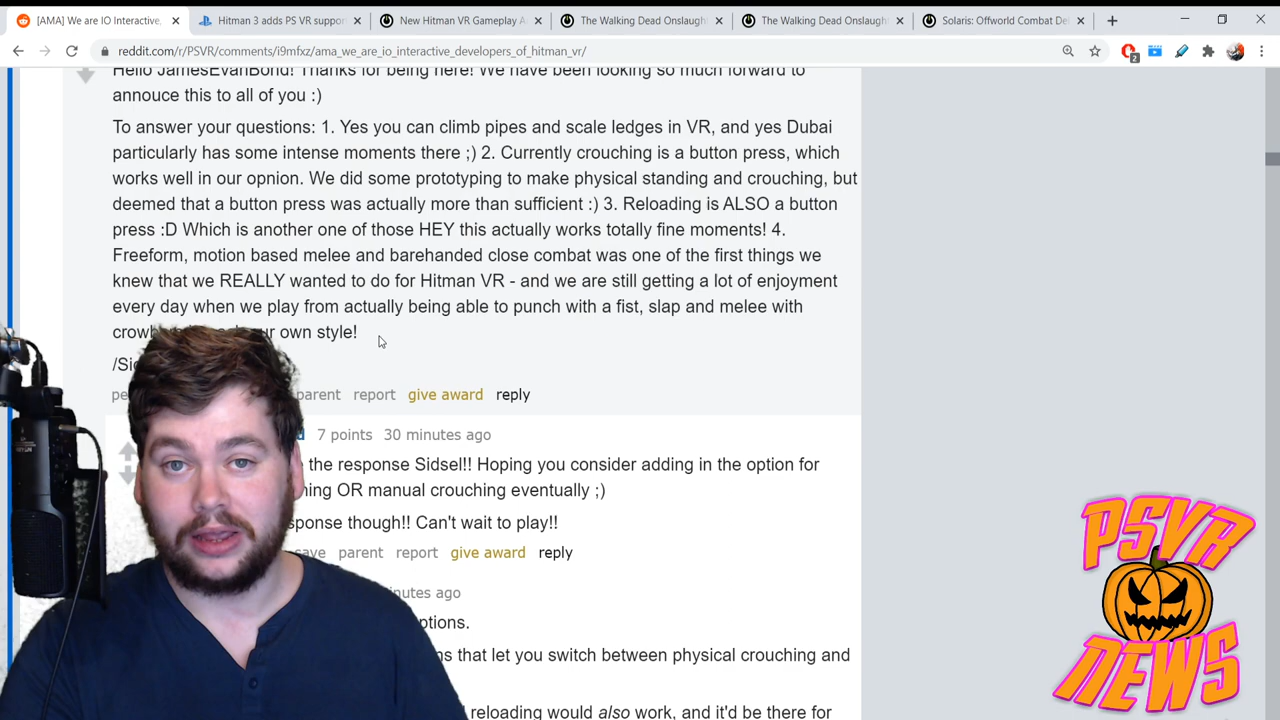 [AMA] We are IO Interactive,
Hitman 3 adds PS VR suppor
New Hitman VR Gameplay A
The Walking Dead Onslaugh
The Walking Dead Onslaugh
Solaris: Offworld Combat De
reddit.com/r/PSVR/comments/i9mfxz/ama_we_are_io_interactive_developers_of_hitman_vr/
2
Hello JamesEvanBond! Thanks for being here! We have been looking so much forward to
annouce this to all of you :)
To answer your questions: 1. Yes you can climb pipes and scale ledges in VR, and yes Dubai
particularly has some intense moments there ;) 2. Currently crouching is a button press, which
works well in our opnion. We did some prototyping to make physical standing and crouching, but
deemed that a button press was actually more than sufficient :) 3. Reloading is ALSO a button
press :D Which is another one of those HEY this actually works totally fine moments! 4.
Freeform, motion based melee and barehanded close combat was one of the first things we
knew that we REALLY wanted to do for Hitman VR - and we are still getting a lot of enjoyment
every day when we play from actually being able to punch with a fist, slap and melee with
own style!
parent report give award reply
7 points 30 minutes ago
the response Sidsel!! Hoping you consider adding in the option for
OR manual crouching eventually ;)
though!! Can't wait to play!!
save parent report give award reply
ago
that let you switch between physical crouching and
reloading would also work, and it'd be there for
PSVR
NEWS